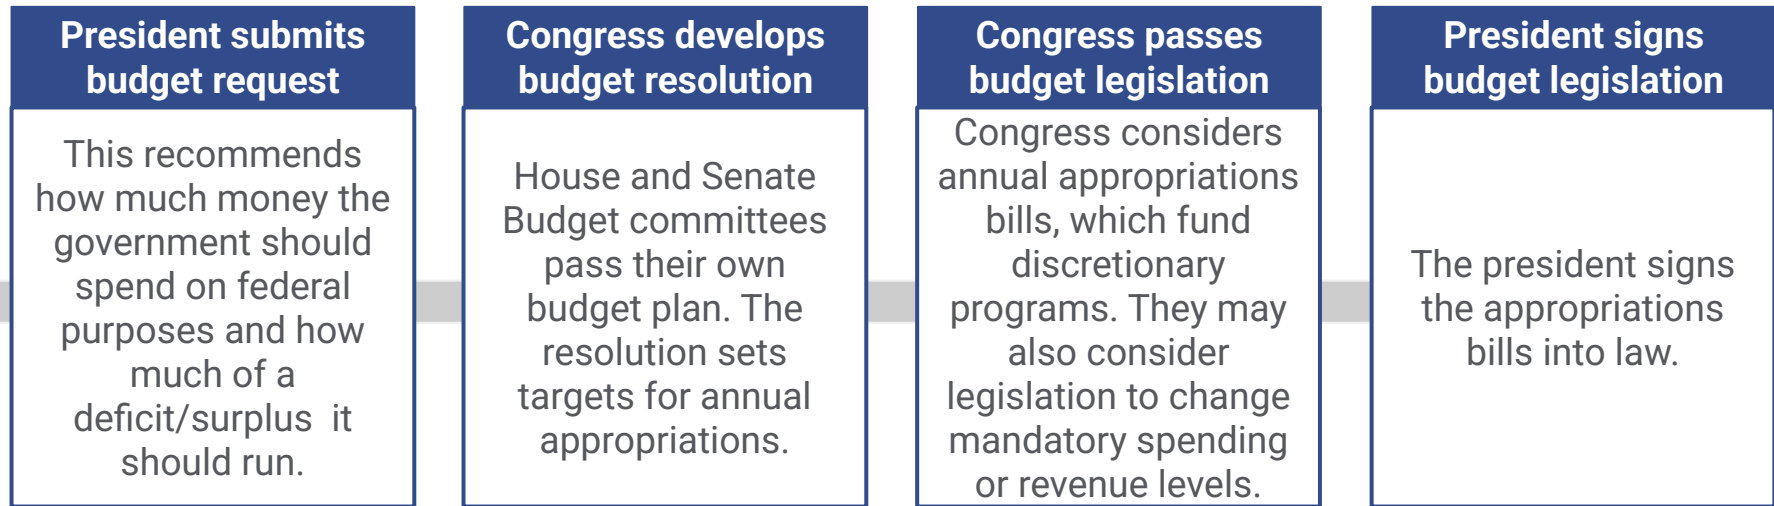 President submits
budget request
This recommends
how much money the
government should
spend on federal
purposes and how
much of a
deficit/surplus  it
should run.
Congress develops
budget resolution
House and Senate
Budget committees
pass their own
budget plan. The
resolution sets
targets for annual
appropriations.
Congress passes
budget legislation
Congress considers
annual appropriations
bills, which fund
discretionary
programs. They may
also consider
legislation to change
mandatory spending
or revenue levels.
President signs
budget legislation
The president signs
the appropriations
bills into law.